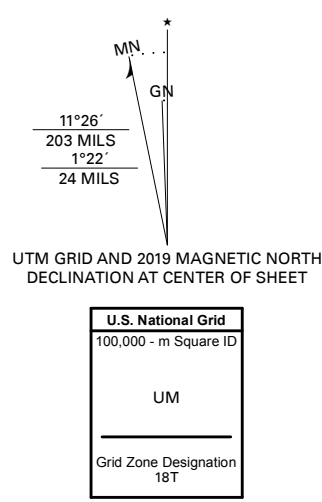 ★
MN
GN
11°26´
203 MILS
1°22´
24 MILS
UTM GRID AND 2019 MAGNETIC NORTH
DECLINATION AT CENTER OF SHEET
U.S. National Grid
100,000 - m Square ID
UM
Grid Zone Designation
18T